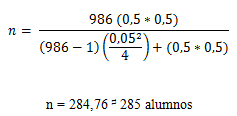 n = 986 (0,5 * 0,5) / (986 − 1) (0,05² / 4) + (0,5 * 0,5)
n = 284,76 ≓ 285 alumnos